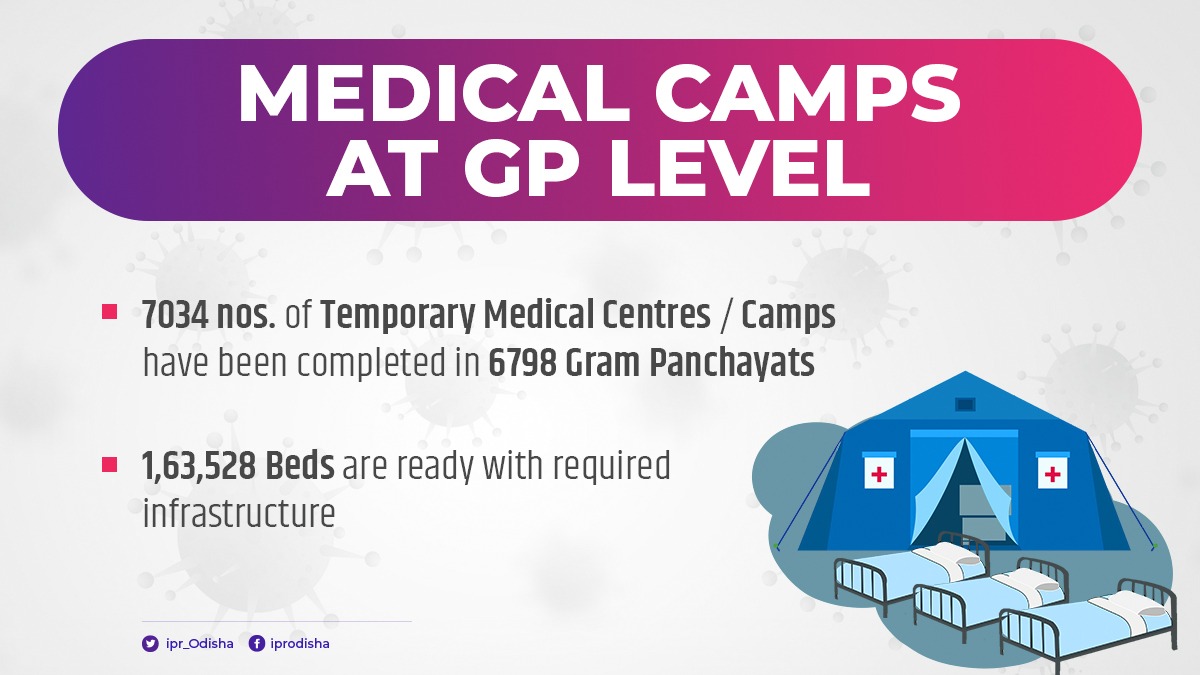 MEDICAL CAMPS
AT GP LEVEL
7034 nos. of Temporary Medical Centres / Camps
have been completed in 6798 Gram Panchayats
1,63,528 Beds are ready with required
infrastructure
ipr_Odisha iprodisha